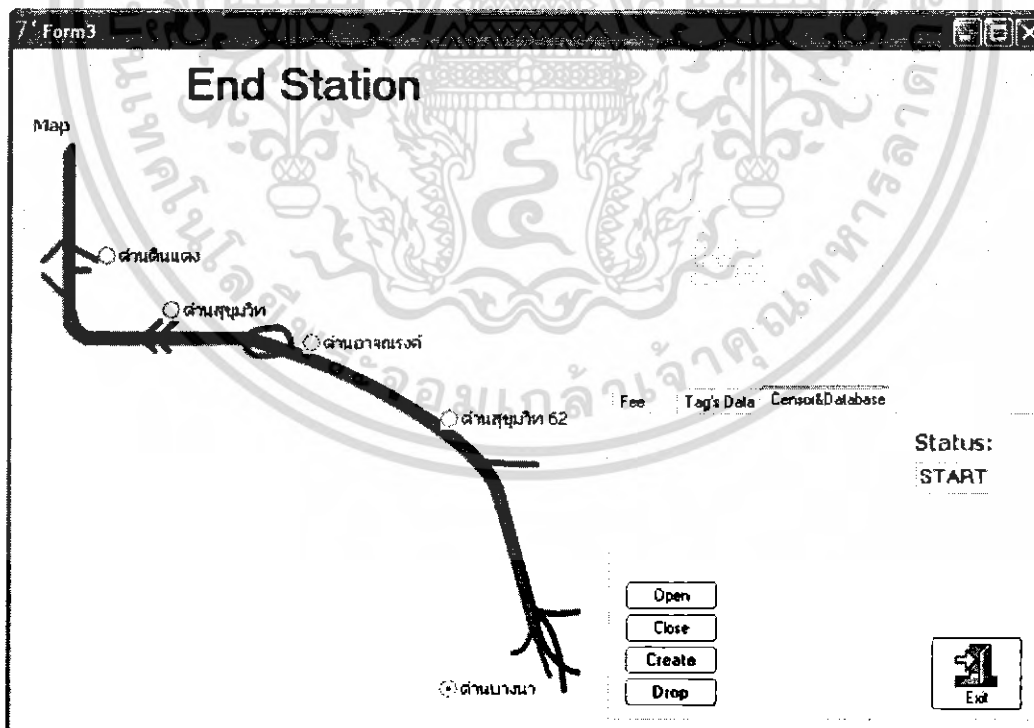 Form3
End Station
Map
ด่านดินแดง
ด่านสุขุมวิท
ด่านอาจณรงค์
ด่านสุขุมวิท 62
ด่านบางนา
Fee
Tag's Data
Censor&Database
Status:
START
Open
Close
Create
Drop
Exit